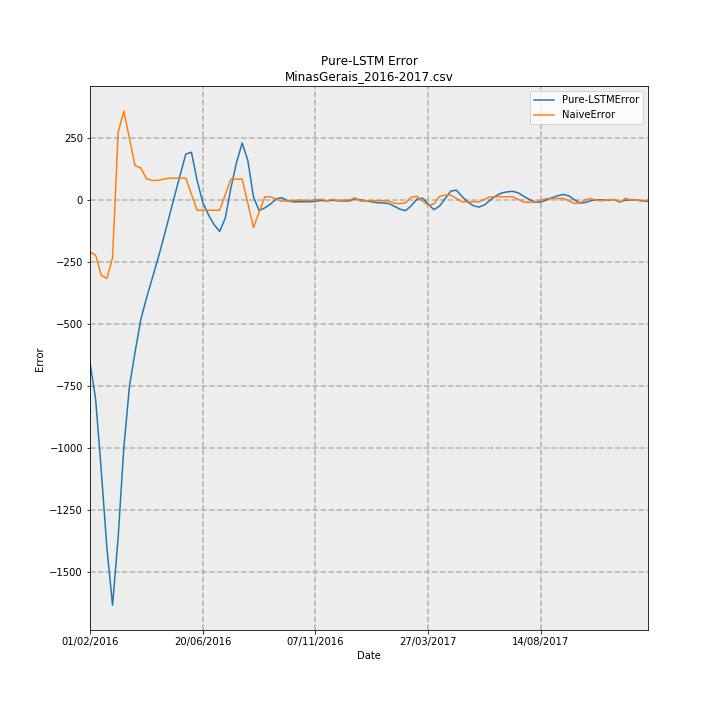 Pure-LSTM Error
MinasGerais_2016-2017.csv
Pure-LSTMError
NaiveError
250
0
−250
−500
−750
−1000
−1250
−1500
Error
01/02/2016 20/06/2016 07/11/2016 27/03/2017 14/08/2017
Date